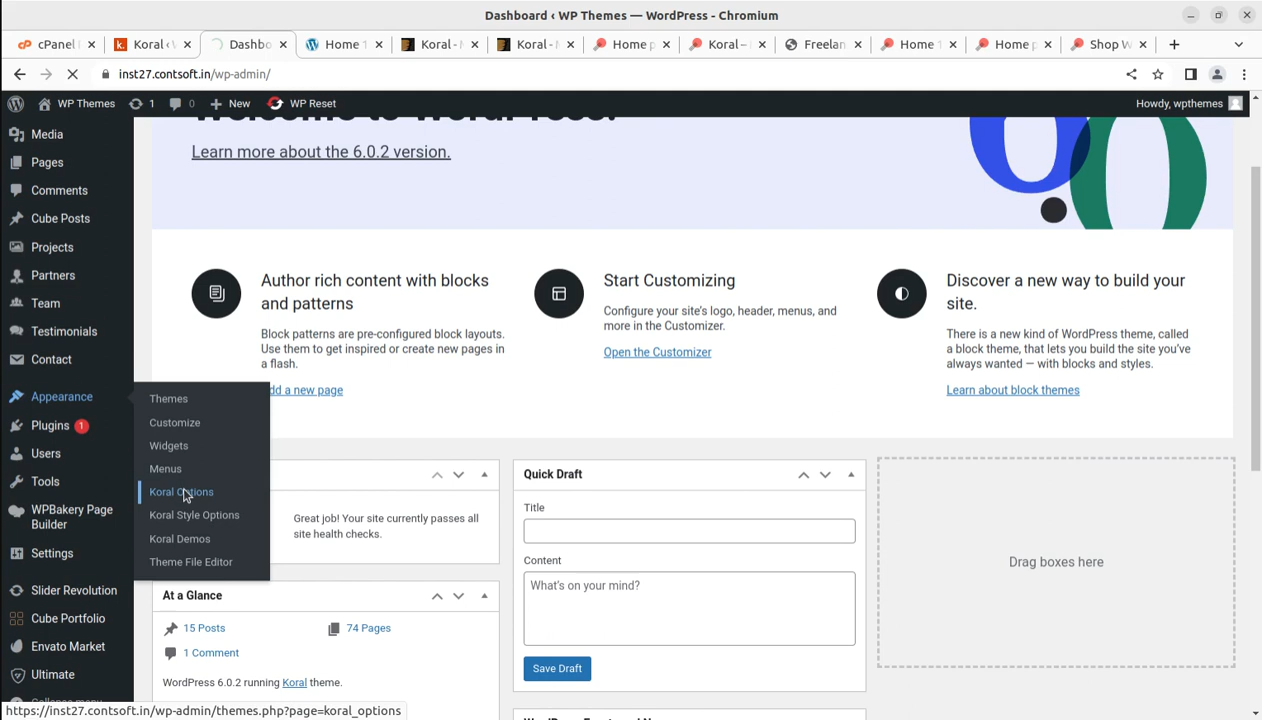 Dashboard ‹ WP Themes — WordPress - Chromium
cPanel
Koral ‹ W
Dashbo
Home 1
Koral - N
Koral - 
Home p
Koral –
Freelan
Home 1
Home p
Shop W
inst27.contsoft.in/wp-admin/
WP Themes
1
0
New
WP Reset
Howdy, wpthemes
Media
Pages
Comments
Cube Posts
Projects
Partners
Team
Testimonials
Contact
Appearance
Plugins 1
Users
Tools
WPBakery Page
Builder
Settings
Slider Revolution
Cube Portfolio
Envato Market
Ultimate
Collapse menu
Themes
Customize
Widgets
Menus
Koral Options
Koral Style Options
Koral Demos
Theme File Editor
Welcome to WordPress!
Learn more about the 6.0.2 version.
Author rich content with blocks
and patterns
Block patterns are pre-configured block layouts.
Use them to get inspired or create new pages in
a flash.
dd a new page
Start Customizing
Configure your site's logo, header, menus, and
more in the Customizer.
Open the Customizer
Discover a new way to build your
site.
There is a new kind of WordPress theme, called
a block theme, that lets you build the site you've
always wanted — with blocks and styles.
Learn about block themes
Great job! Your site currently passes all
site health checks.
At a Glance
15 Posts
74 Pages
1 Comment
WordPress 6.0.2 running Koral theme.
Quick Draft
Title
Content
What's on your mind?
Save Draft
Drag boxes here
https://inst27.contsoft.in/wp-admin/themes.php?page=koral_options